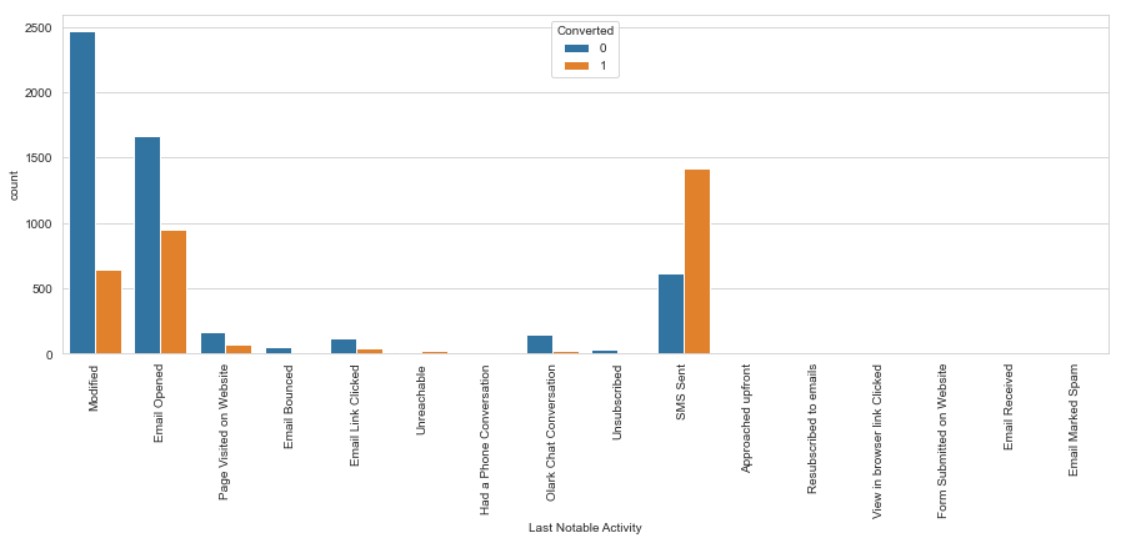 Converted
0
1
2500
2000
1500
1000
500
0
count
Modified
Email Opened
Page Visited on Website
Email Bounced
Email Link Clicked
Unreachable
Had a Phone Conversation
Olark Chat Conversation
Unsubscribed
SMS Sent
Approached upfront
Resubscribed to emails
View in browser link Clicked
Form Submitted on Website
Email Received
Email Marked Spam
Last Notable Activity